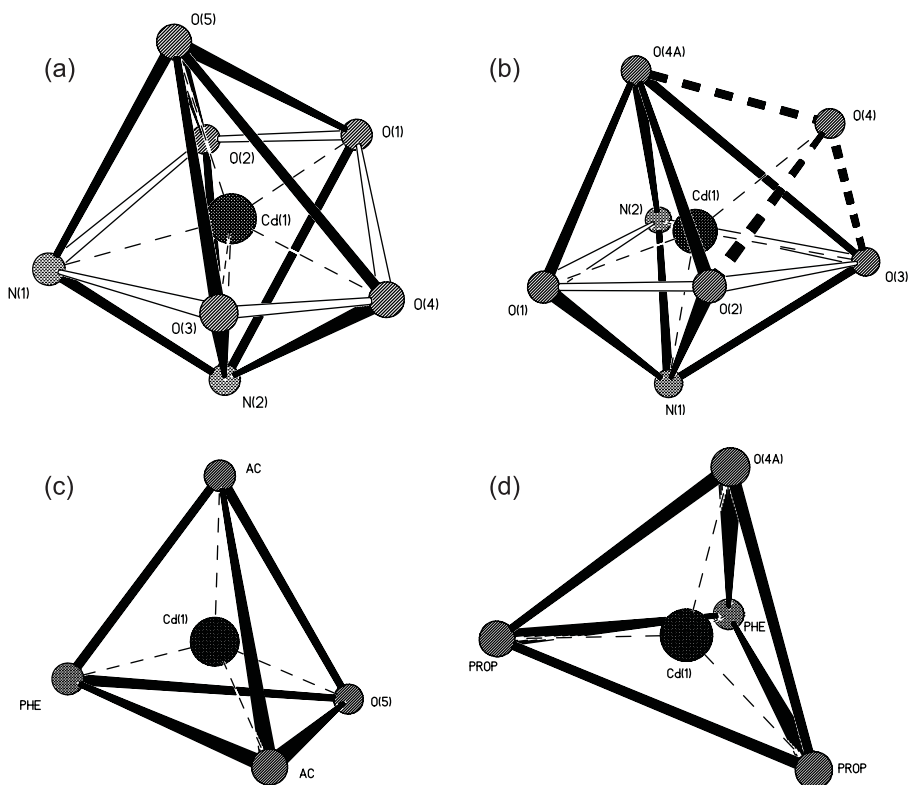 (a)
O(5)
O(2)
O(1)
Cd(1)
N(1)
O(3)
O(4)
N(2)
(b)
O(4A)
O(4)
N(2)
Cd(1)
O(3)
O(1)
O(2)
N(1)
(c)
AC
Cd(1)
PHE
O(5)
AC
(d)
O(4A)
PHE
PROP
Cd(1)
PROP